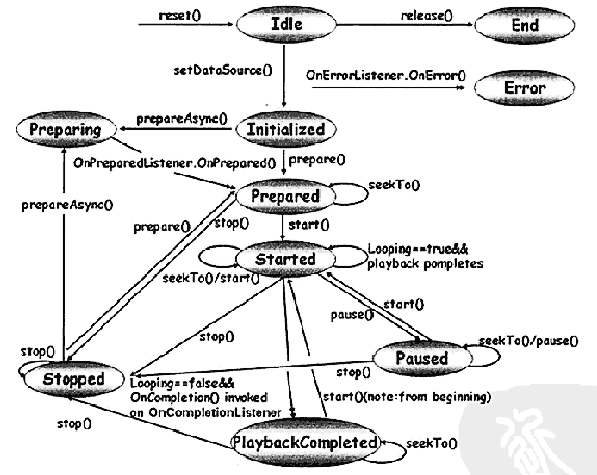 reset()
Idle
release()
End
setDataSource()
OnErrorListener.OnError()
Error
Preparing
prepareAsync()
Initialized
OnPreparedListener.OnPrepared()
prepare()
prepareAsync()
Prepared
seekTo()
prepare()
stop()
start()
Started
Looping==true&&
playback pompletes
seekTo()/start()
stop()
pause()
start()
stop()
Stopped
Paused
seekTo()/pause()
stop()
Looping==false&&
OnCompletion() invoked
on OnCompletionListener
start()(note:from beginning)
stop()
PlaybackCompleted
seekTo()